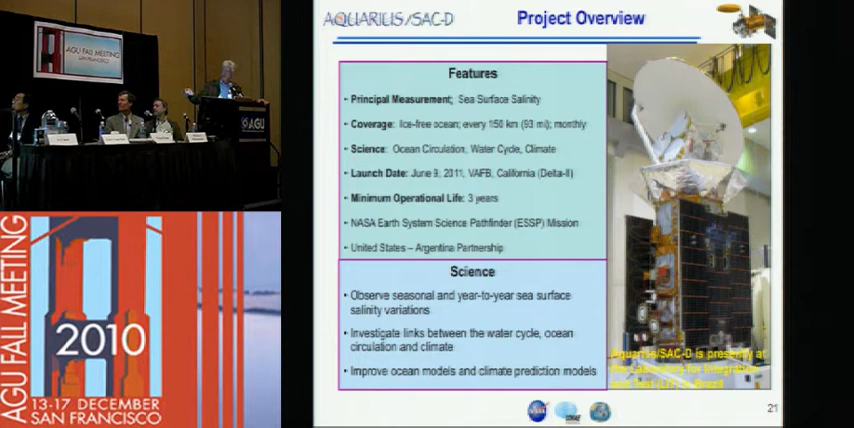 AGU FALL MEETING
SAN FRANCISCO
AGU
AGU FALL MEETING
2010
13-17 DECEMBER
SAN FRANCISCO
AQUARIUS/SAC-D
Project Overview
Features
- Principal Measurement; Sea Surface Salinity
- Coverage: Ice-free ocean; every 150 km (93 mi); monthly
- Science: Ocean Circulation, Water Cycle, Climate
- Launch Date: June 9, 2011, VAFB, California (Delta-II)
- Minimum Operational Life: 3 years
- NASA Earth System Science Pathfinder (ESSP) Mission
- United States – Argentina Partnership
Science
• Observe seasonal and year-to-year sea surface
salinity variations
• Investigate links between the water cycle, ocean
circulation and climate
• Improve ocean models and climate prediction models
Aquarius/SAC-D is presently at
the Laboratory for Integration
and Test (LIT) in Brazil
NASA
CONAE
21